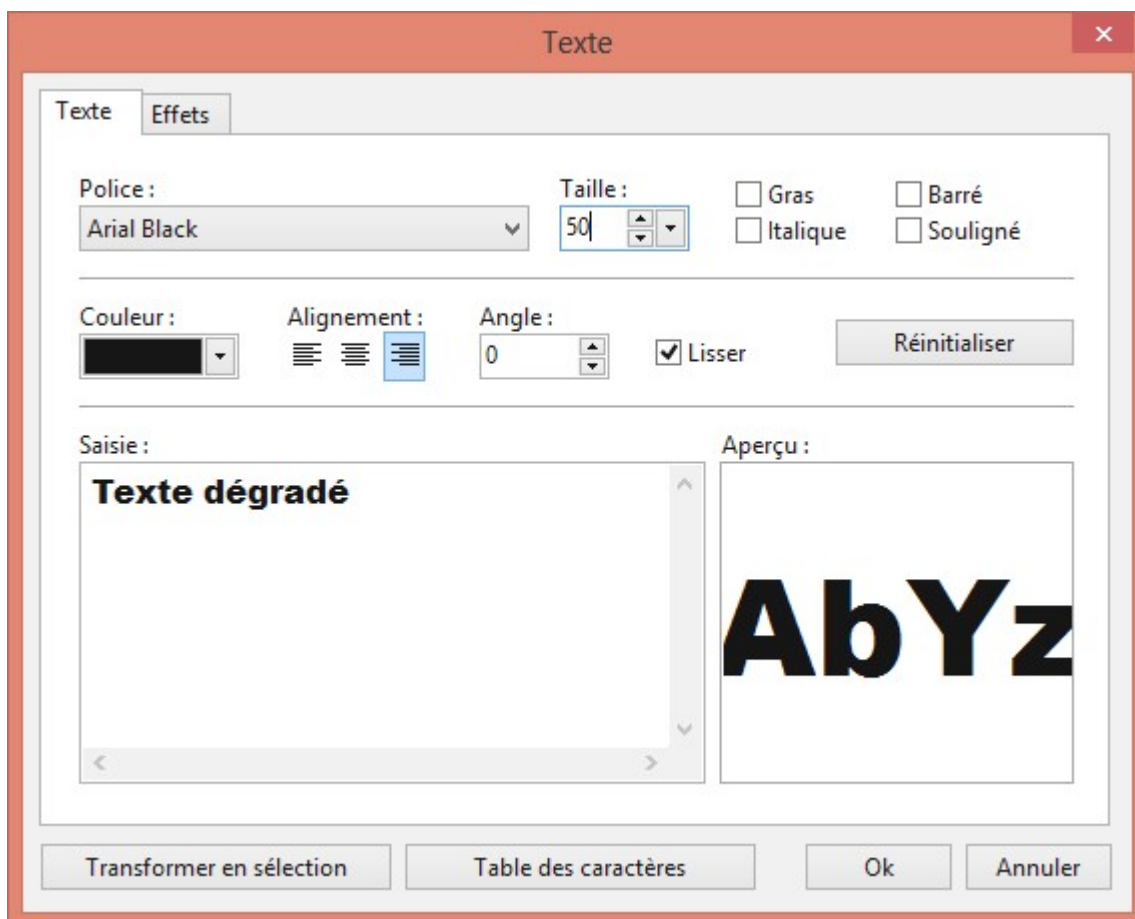 Texte
Texte Effets
Police : Taille : Gras Barré
Arial Black 50 Italique Souligné
Couleur : Alignement : Angle :
0 Lisser Réinitialiser
Saisie : Aperçu :
Texte dégradé
AbYz
Transformer en sélection Table des caractères Ok Annuler